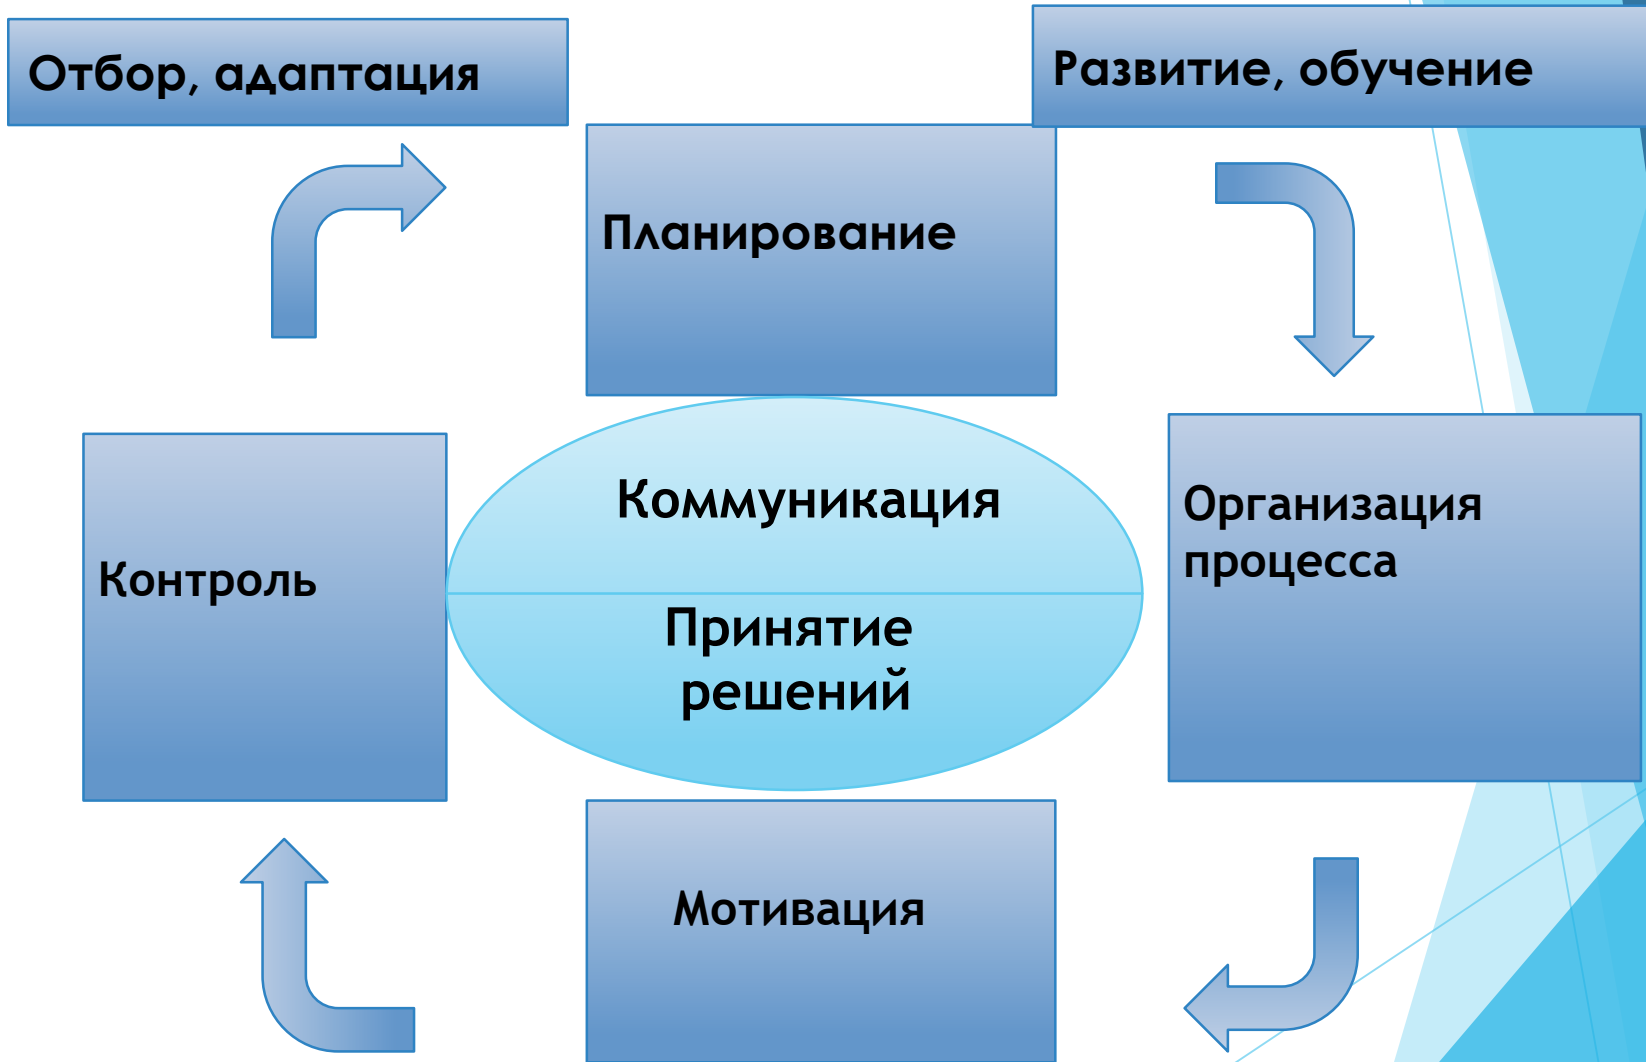 Отбор, адаптация
Развитие, обучение
Планирование
Коммуникация
Организация
процесса
Контроль
Принятие
решений
Мотивация